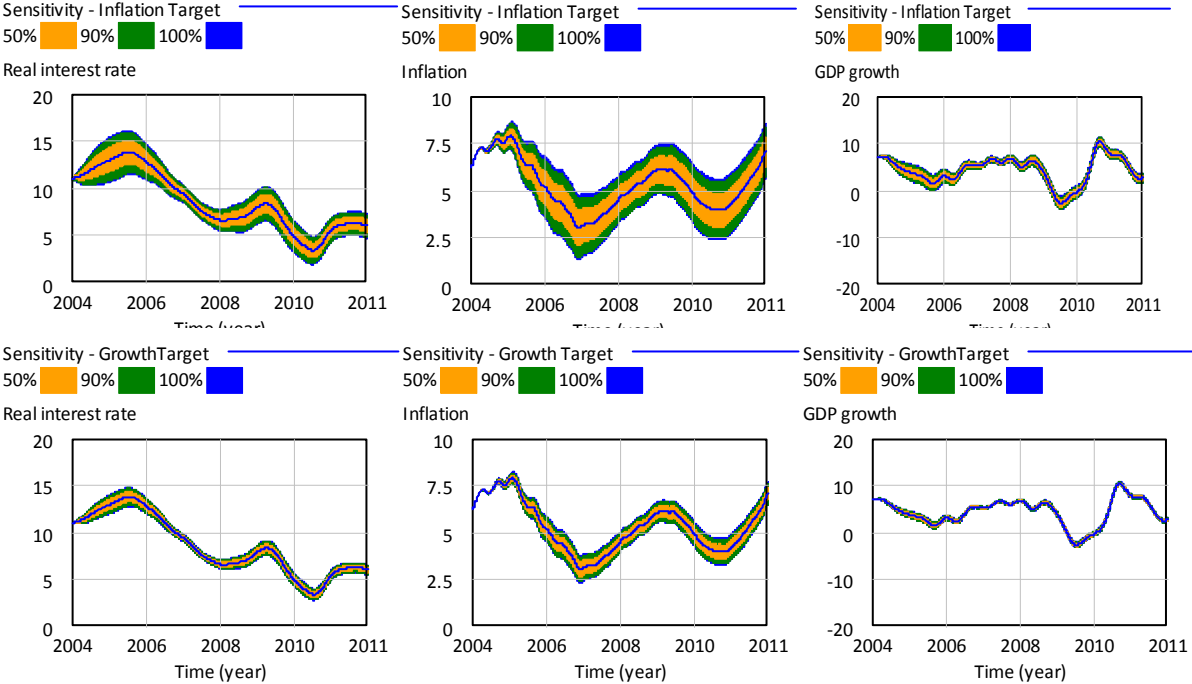 Sensitivity - Inflation Target
50% 90% 100%
Real interest rate
20
15
10
5
0
2004 2006 2008 2010 2011
Time (year)
Sensitivity - Inflation Target
50% 90% 100%
Inflation
10
7.5
5
2.5
0
2004 2006 2008 2010 2011
Time (year)
Sensitivity - Inflation Target
50% 90% 100%
GDP growth
20
10
0
-10
-20
2004 2006 2008 2010 2011
Sensitivity - GrowthTarget
50% 90% 100%
Real interest rate
20
15
10
5
0
2004 2006 2008 2010 2011
Time (year)
Sensitivity - Growth Target
50% 90% 100%
Inflation
10
7.5
5
2.5
0
2004 2006 2008 2010 2011
Time (year)
Sensitivity - GrowthTarget
50% 90% 100%
GDP growth
20
10
0
-10
-20
2004 2006 2008 2010 2011
Time (year)